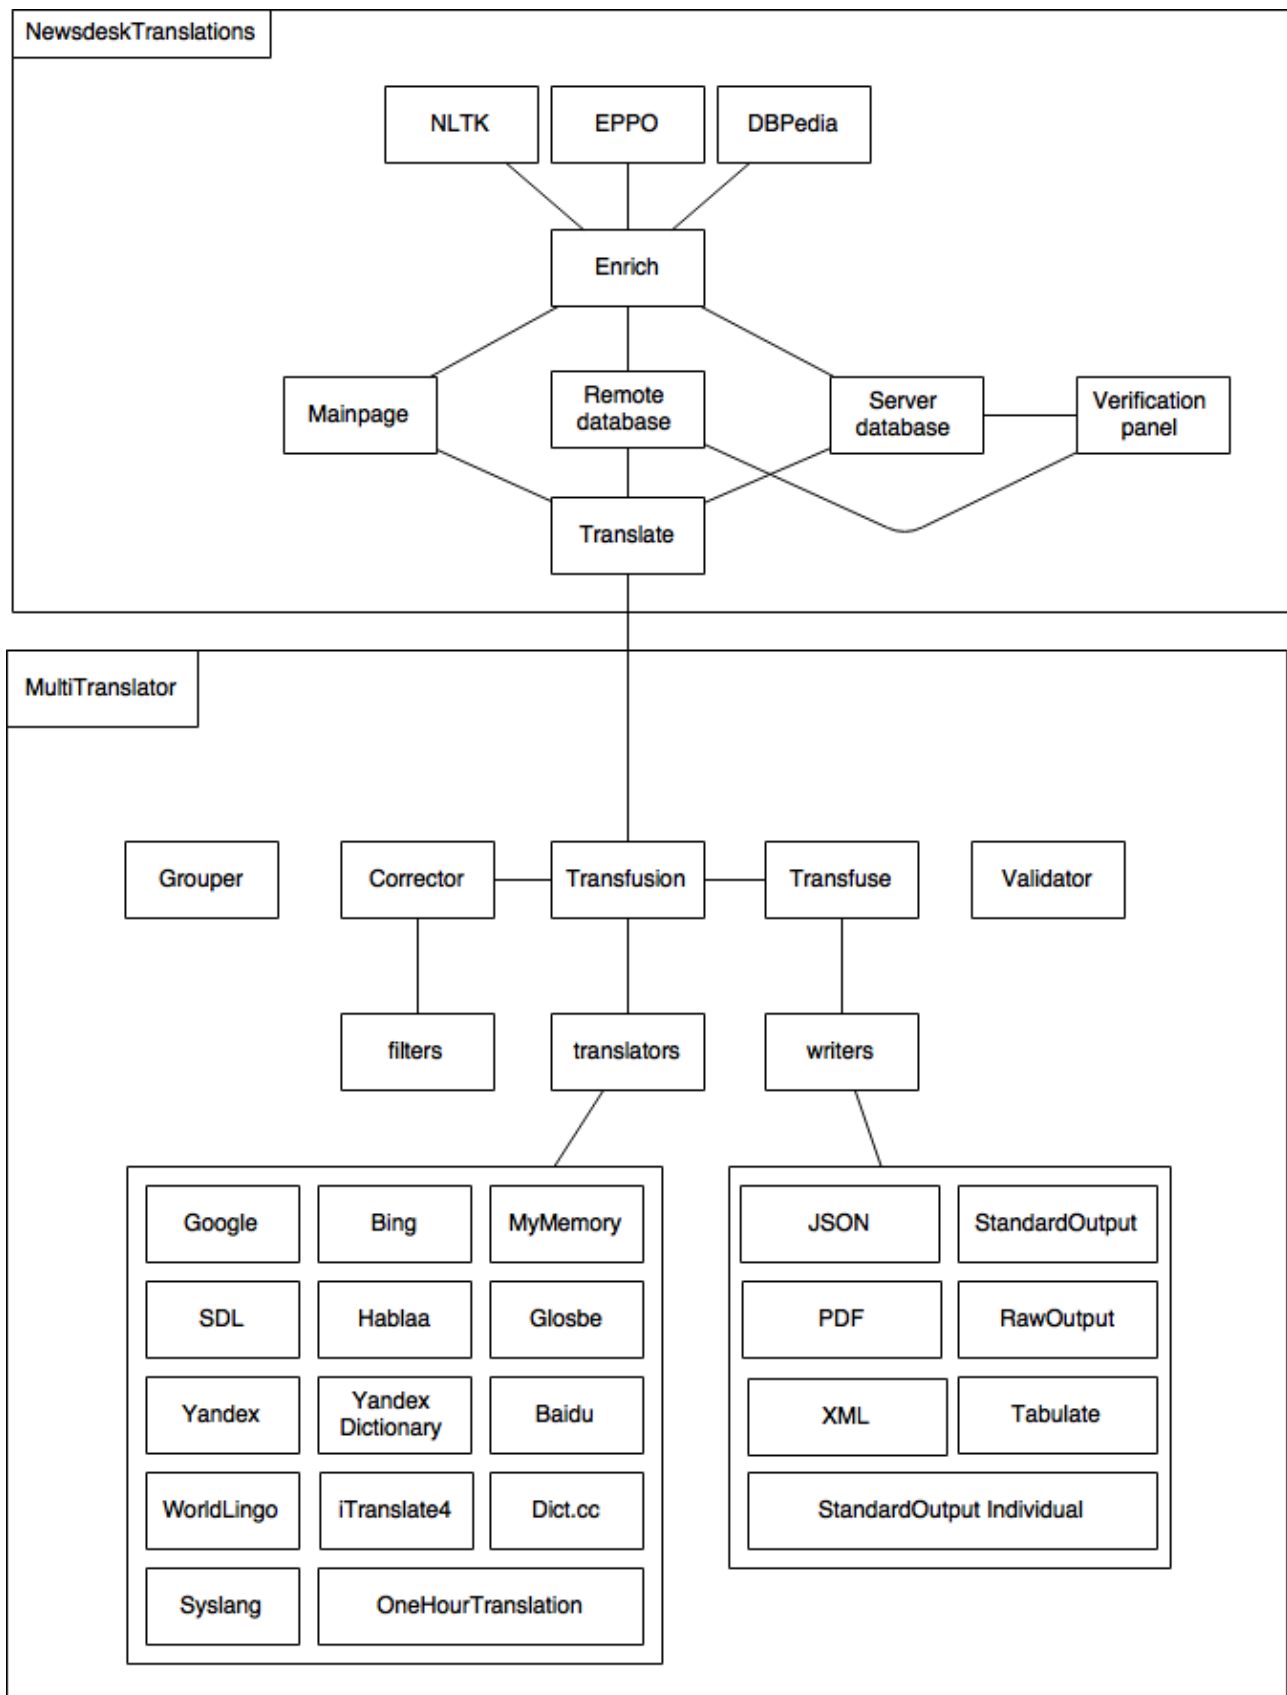 NewsdeskTranslations
NLTK
EPPO
DBPedia
Enrich
Mainpage
Remote
database
Server
database
Verification
panel
Translate
MultiTranslator
Grouper
Corrector
Transfusion
Transfuse
Validator
filters
translators
writers
Google
Bing
MyMemory
SDL
Hablaa
Glosbe
Yandex
Yandex
Dictionary
Baidu
WorldLingo
iTranslate4
Dict.cc
Syslang
OneHourTranslation
JSON
StandardOutput
PDF
RawOutput
XML
Tabulate
StandardOutput Individual